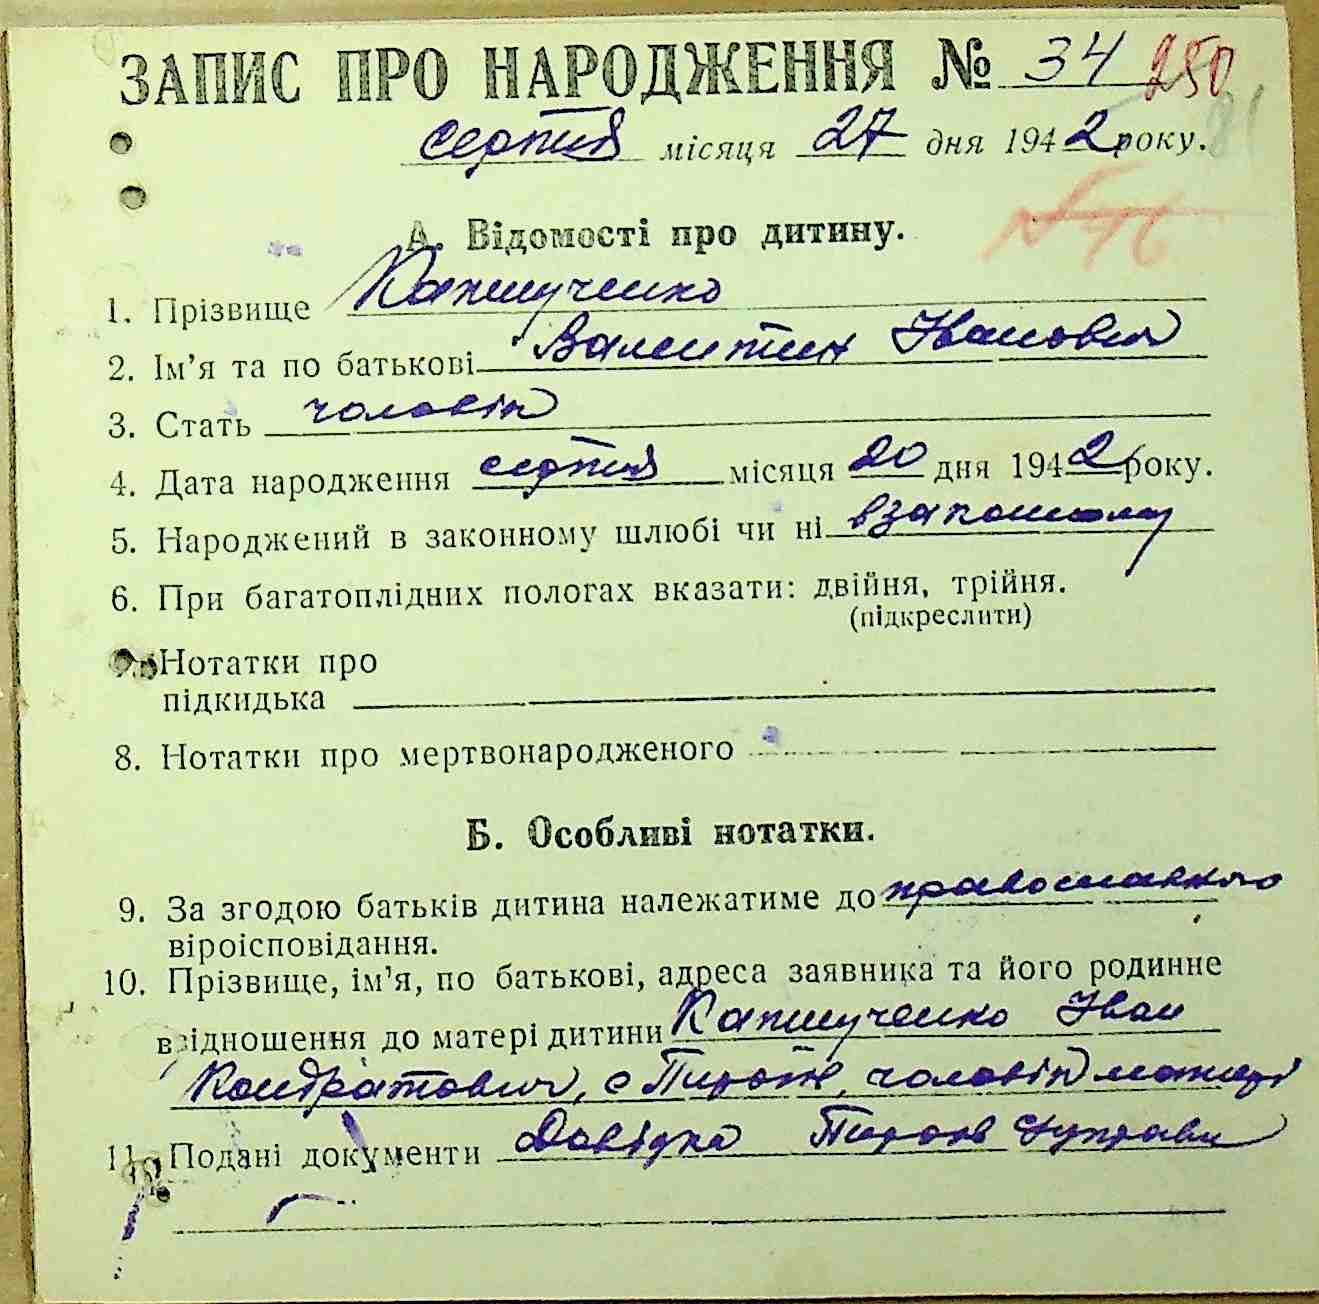 ЗАПИС ПРО НАРОДЖЕННЯ № 34 250
81
серпня місяця 27 дня 1942 року.
№ 46
А. Відомості про дитину.
1. Прізвище Капшученко
2. Ім'я та по батькові Валентин Іванович
3. Стать чоловік
4. Дата народження серпня місяця 20 дня 1942 року.
5. Народжений в законному шлюбі чи ні взаконному
6. При багатоплідних пологах вказати: двійня, трійня.
(підкреслити)
7. Нотатки про
підкидька
8. Нотатки про мертвонародженого
Б. Особливі нотатки.
9. За згодою батьків дитина належатиме до православного
віроісповідання.
10. Прізвище, ім'я, по батькові, адреса заявника та його родинне
відношення до матері дитини Капшученко Іван
Кондратович, с Пирогів, чоловік матері
11. Подані документи Довідка Пирогів Управи